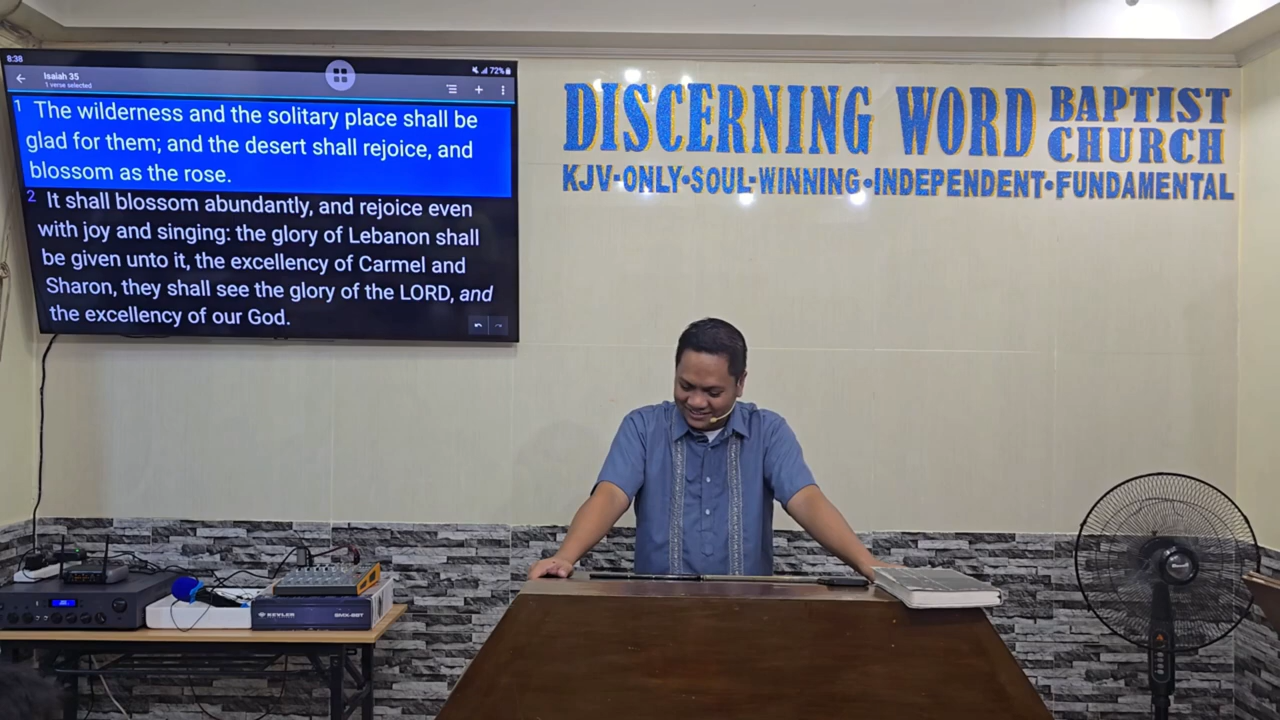 8:38
72%
Isaiah 35
1 verse selected
1 The wilderness and the solitary place shall be
glad for them; and the desert shall rejoice, and
blossom as the rose.
2 It shall blossom abundantly, and rejoice even
with joy and singing: the glory of Lebanon shall
be given unto it, the excellency of Carmel and
Sharon, they shall see the glory of the LORD, and
the excellency of our God.
DISCERNING WORD BAPTIST
CHURCH
KJV-ONLY•SOUL-WINNING•INDEPENDENT•FUNDAMENTAL
KEVLER